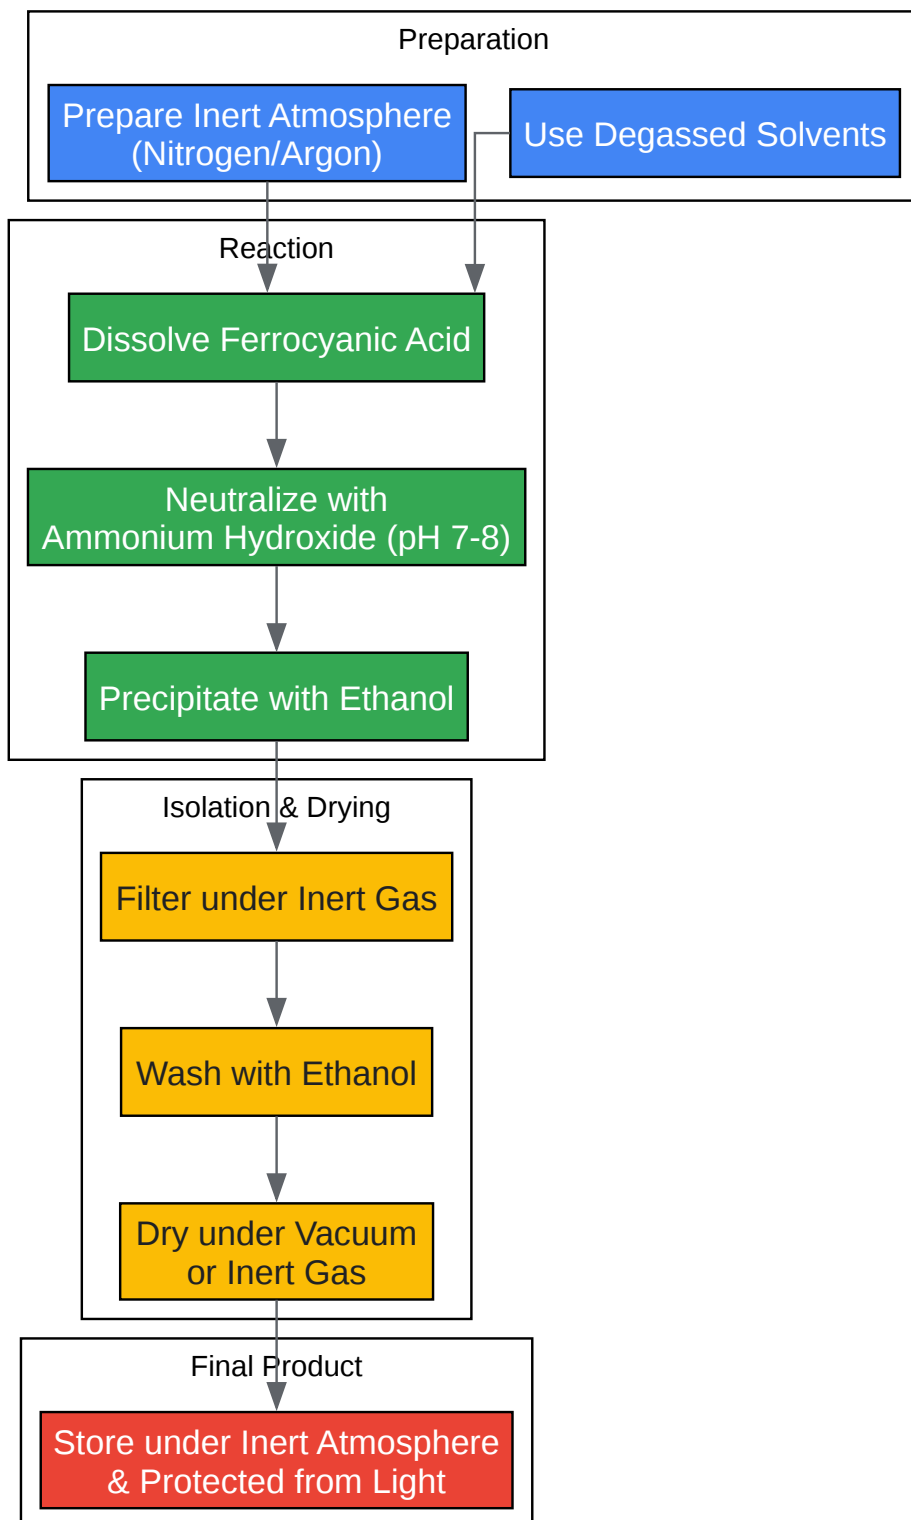 Preparation
Prepare Inert Atmosphere
(Nitrogen/Argon)
Use Degassed Solvents
Reaction
Dissolve Ferrocyanic Acid
Neutralize with
Ammonium Hydroxide (pH 7-8)
Precipitate with Ethanol
Isolation & Drying
Filter under Inert Gas
Wash with Ethanol
Dry under Vacuum
or Inert Gas
Final Product
Store under Inert Atmosphere
& Protected from Light